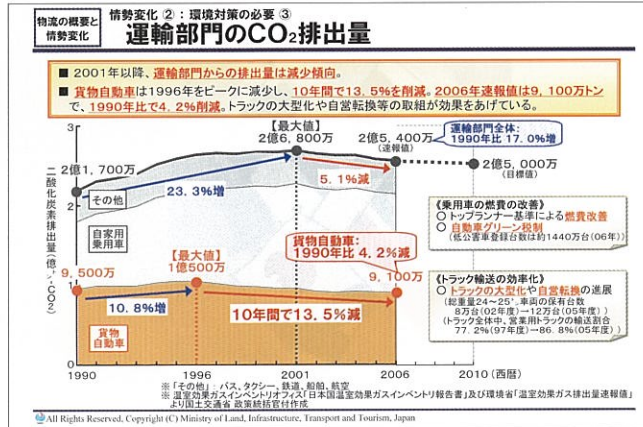 物流の概要と
情勢変化
情勢変化 ②：環境対策の必要 ③
運輸部門のCO₂排出量
■ 2001年以降、運輸部門からの排出量は減少傾向。
■ 貨物自動車は1996年をピークに減少し、10年間で13．5％を削減。2006年速報値は9，100万トン
で、1990年比で4．2％削減。トラックの大型化や自営転換等の取組が効果をあげている。
3
2
1
0
二酸化炭素排出量(億㌧-CO₂)
2億1，700万
【最大値】
2億6，800万
2億5，400万
(速報値)
運輸部門全体：
1990年比 17．0％増
2億5，000万
(目標値)
その他
23．3％増
5．1％減
自家用
乗用車
9，500万
【最大値】
1億500万
貨物自動車：
1990年比 4．2％減
9，100万
10．8％増
10年間で13．5％減
貨物
自動車
1990
1996
2001
2006
2010 (西暦)
《乗用車の燃費の改善》
○ トップランナー基準による燃費改善
○ 自動車グリーン税制
(低公害車登録台数は約1440万台(06年))
《トラック輸送の効率化》
○ トラックの大型化や自営転換の進展
(総重量24～25㌧車両の保有台数
8万台(02年度)→12万台(05年度))
(トラック全体中、営業用トラックの輸送割合
77．2％(97年度)→86．8％(05年度))
※ 「その他」：バス、タクシー、鉄道、船舶、航空
※ 温室効果ガスインベントリオフィス「日本国温室効果ガスインベントリ報告書」及び環境省「温室効果ガス排出量速報値」
より国土交通省 政策統括官付作成
All Rights Reserved, Copyright (C) Ministry of Land, Infrastructure, Transport and Tourism, Japan